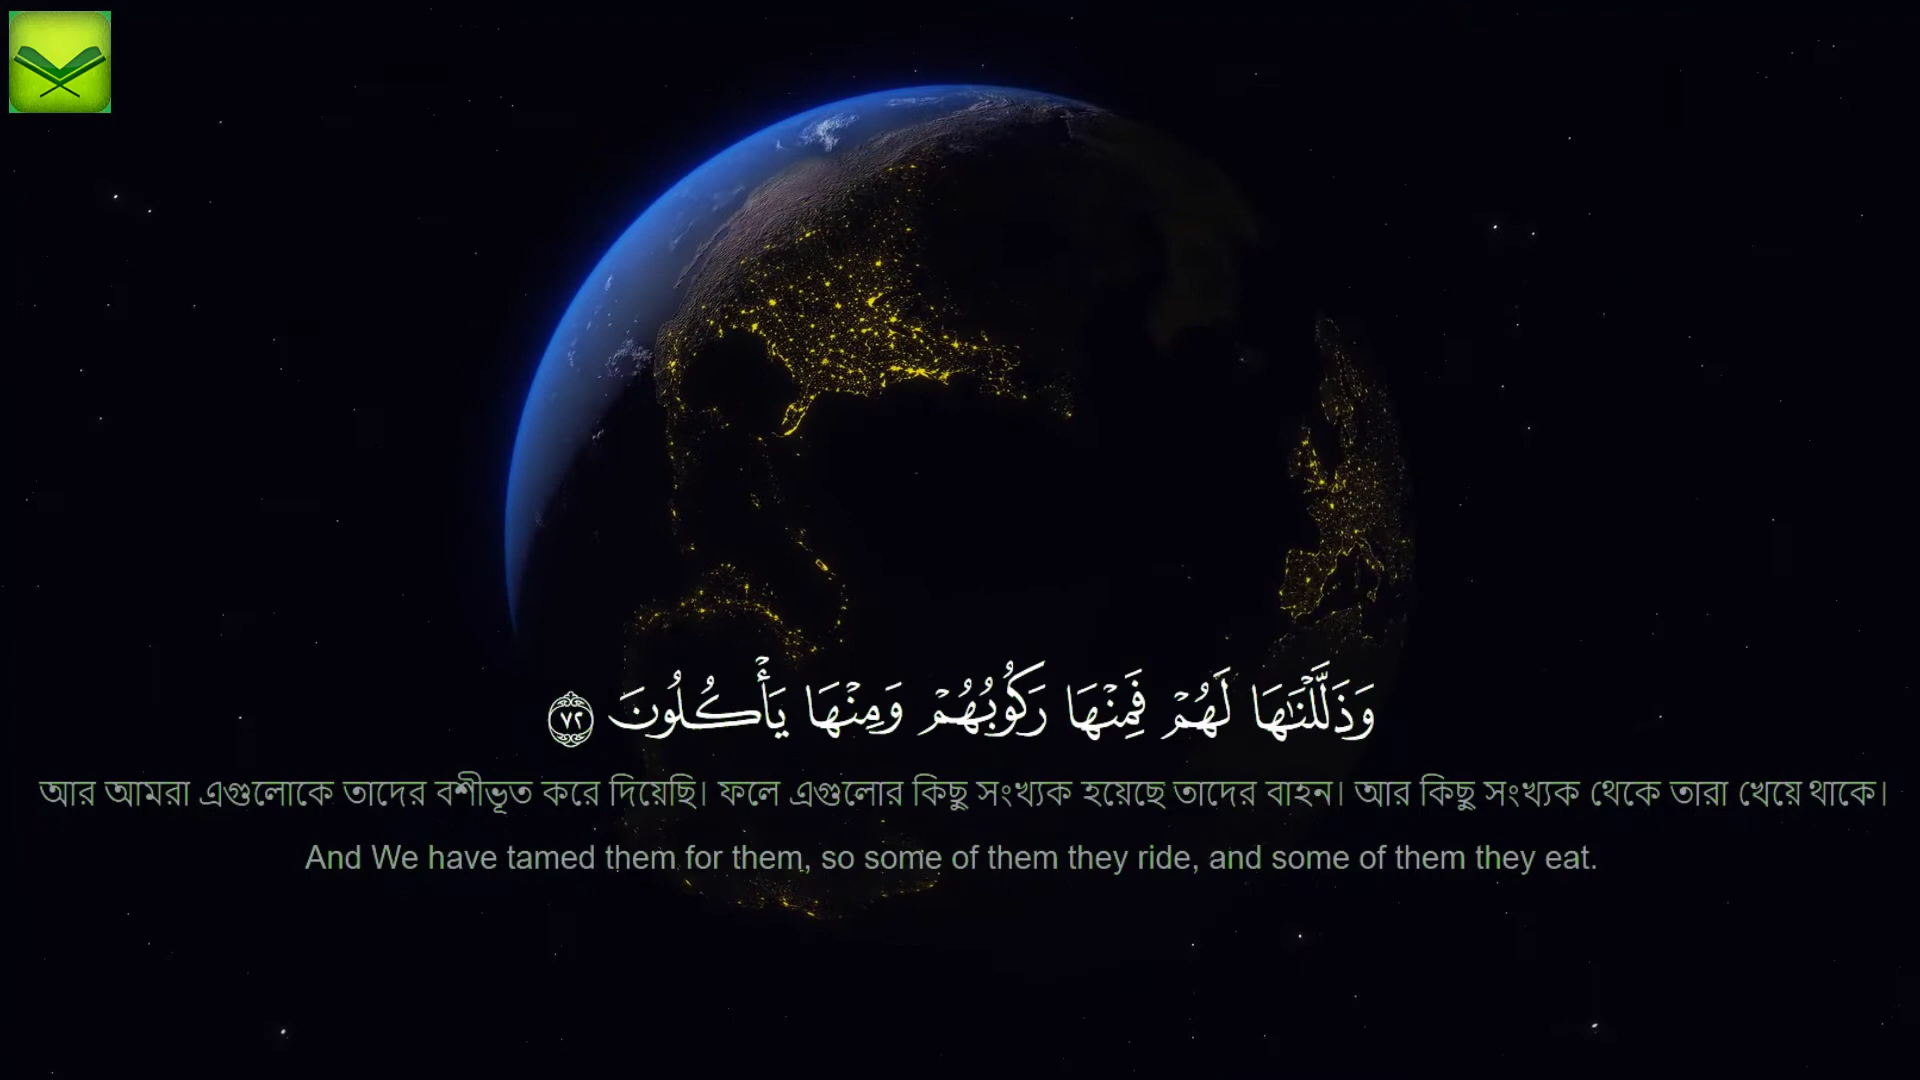 وَذَلَّلْنَٰهَا لَهُمْ فَمِنْهَا رَكُوبُهُمْ وَمِنْهَا يَأْكُلُونَ ٧٢
আর আমরা এগুলোকে তাদের বশীভূত করে দিয়েছি। ফলে এগুলোর কিছু সংখ্যক হয়েছে তাদের বাহন। আর কিছু সংখ্যক থেকে তারা খেয়ে থাকে।
And We have tamed them for them, so some of them they ride, and some of them they eat.